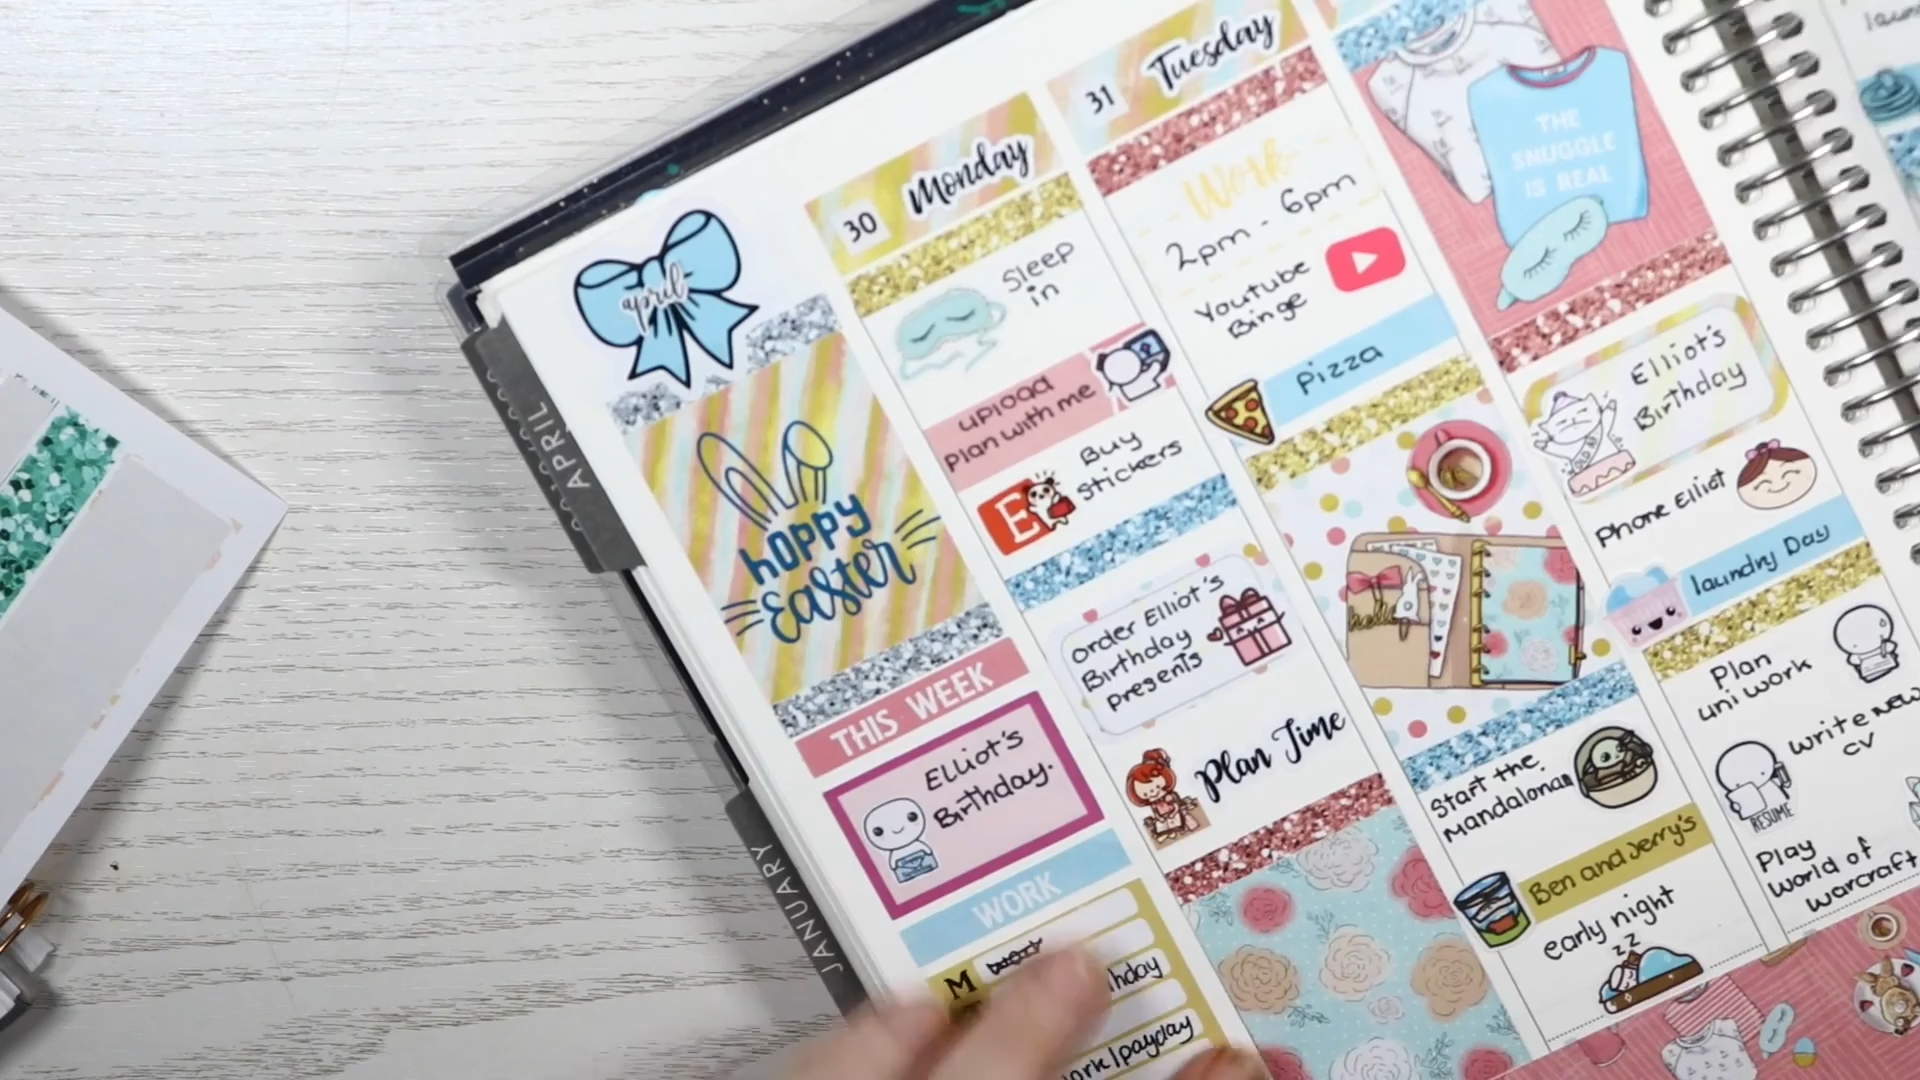 april
APRIL
hOPPY
Easter
THIS WEEK
Elliot's
Birthday.
WORK
M
JANUARY
30
Monday
Sleep
in
upload
plan with me
E
Buy
stickers
order Elliot's
Birthday
presents
Plan Time
31
Tuesday
Work
2pm - 6pm
Youtube
Binge
pizza
hello
THE
SNUGGLE
IS REAL
Elliot's
Birthday
Phone Elliot
laundry Day
Start the
Mandalorian
Ben and Jerry's
early night
zz
Plan
uni work
write new
CV
RESUME
Play
World of
warcraft